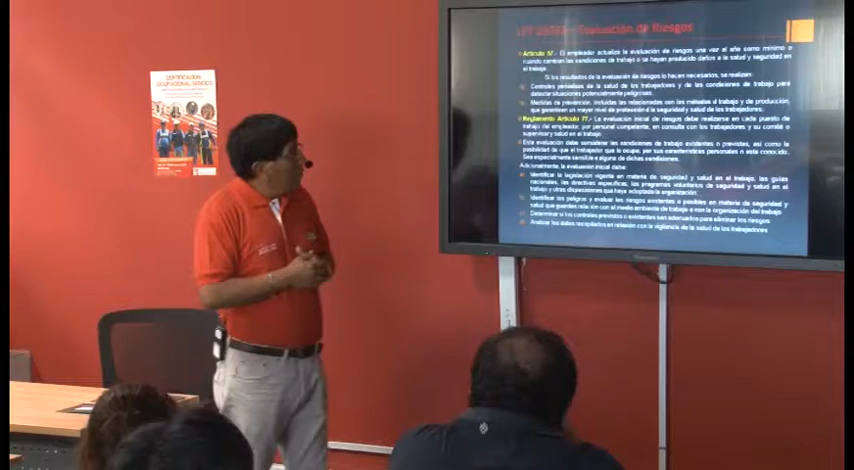 CERTIFICACION
OCUPACIONAL SENCICO
LEY 29783 - Evaluación de Riesgos
Artículo 57.- El empleador actualiza la evaluación de riesgos una vez al año como mínimo o
cuando cambien las condiciones de trabajo o se hayan producido daños a la salud y seguridad en
el trabajo.
Si los resultados de la evaluación de riesgos lo hacen necesario, se realizan:
Controles periódicos de la salud de los trabajadores y de las condiciones de trabajo para
detectar situaciones potencialmente peligrosas.
Medidas de prevención, incluidas las relacionadas con los métodos de trabajo y de producción,
que garanticen un mayor nivel de protección a la seguridad y salud de los trabajadores.
Reglamento Artículo 77.- La evaluación inicial de riesgos debe realizarse en cada puesto de
trabajo del empleador, por personal competente, en consulta con los trabajadores y su comité o
supervisor y salud en el trabajo.
Esta evaluación debe considerar las condiciones de trabajo existentes o previstas, así como la
posibilidad de que el trabajador que lo ocupe, por sus características personales o este conocido.
Sea especialmente sensible a alguna de dichas condiciones.
Adicionalmente, la evaluación inicial debe:
Identificar la legislación vigente en materia de seguridad y salud en el trabajo, las guías
nacionales, las directivas específicas, los programas voluntarios de seguridad y salud en el
trabajo y otras disposiciones que haya adoptado la organización.
Identificar los peligros y evaluar los riesgos existentes o posibles en materia de seguridad y
salud que guarden relación con el medio ambiente de trabajo o con la organización del trabajo
Determinar si los controles previstos o existentes son adecuados para eliminar los riesgos
Analizar los datos recopilados en relación con la vigilancia de la salud de los trabajadores